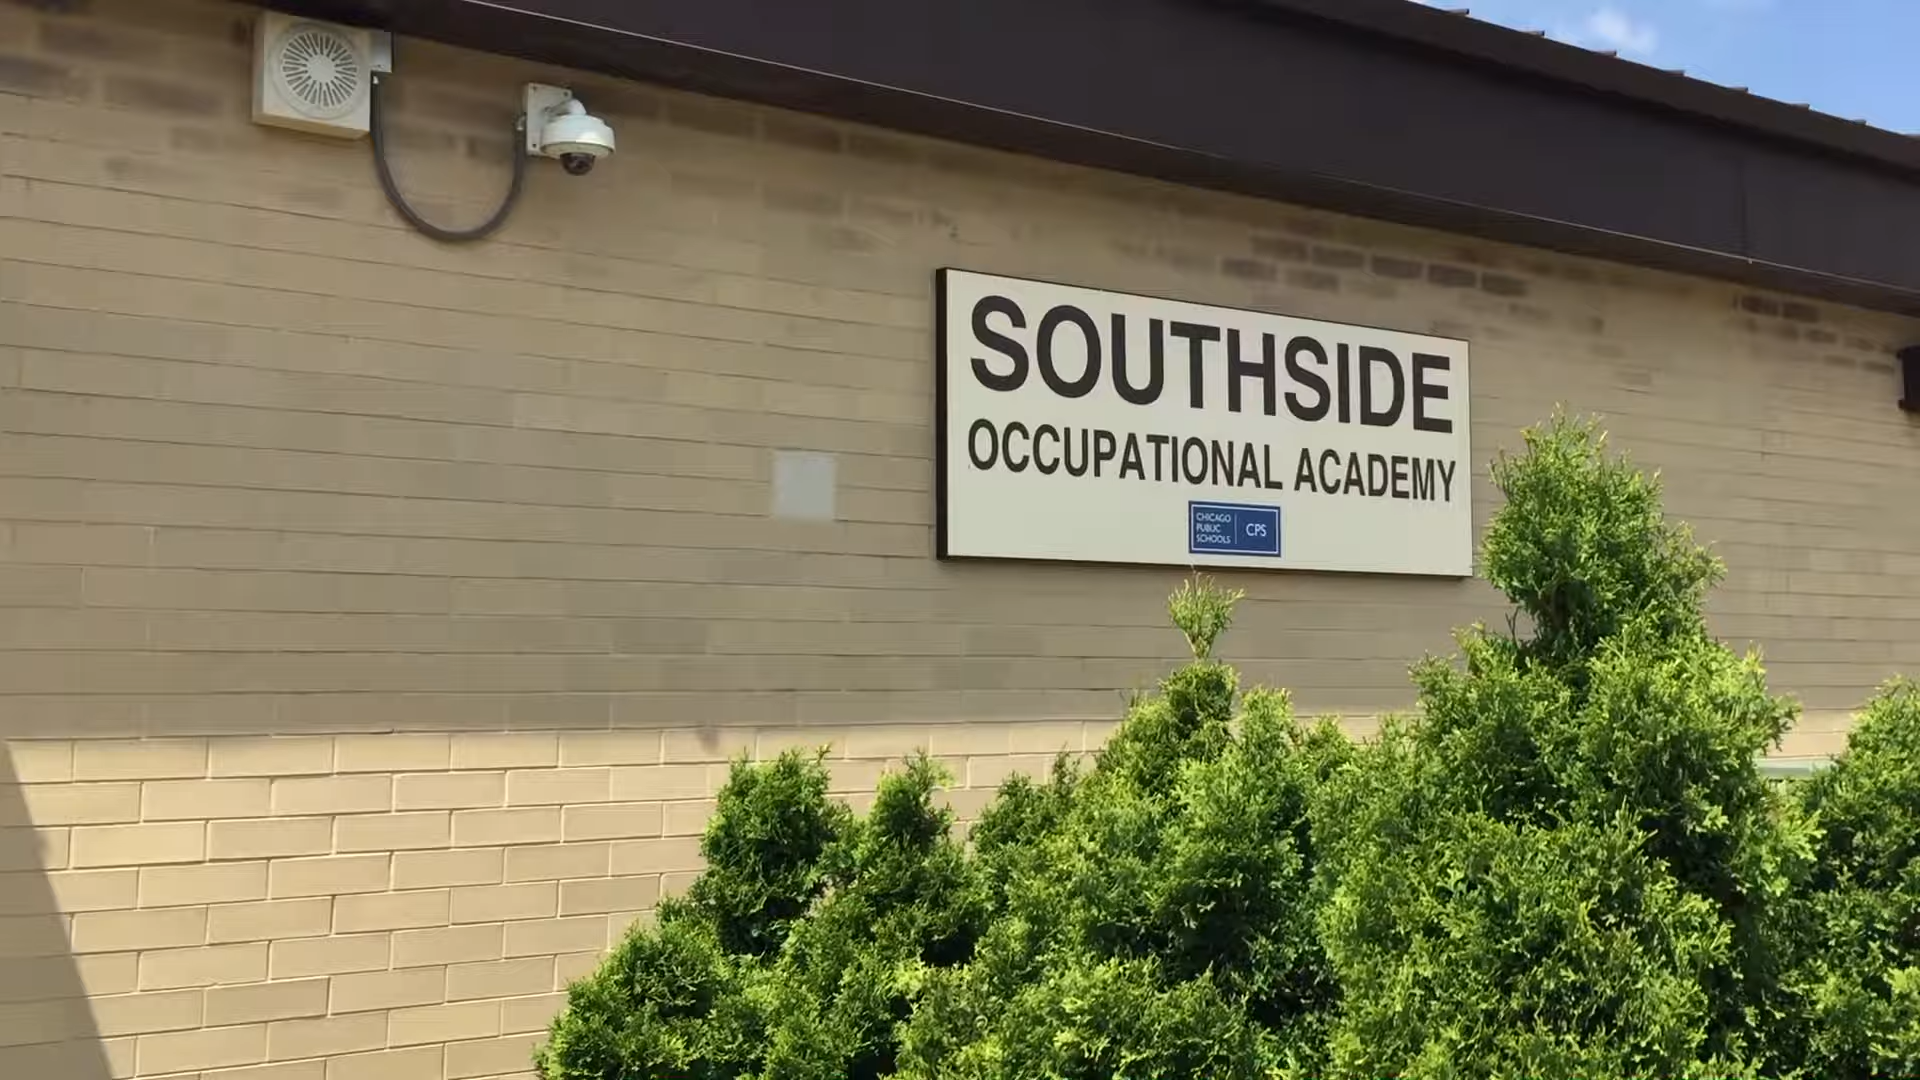 SOUTHSIDE
OCCUPATIONAL ACADEMY
CHICAGO
PUBLIC
SCHOOLS
CPS